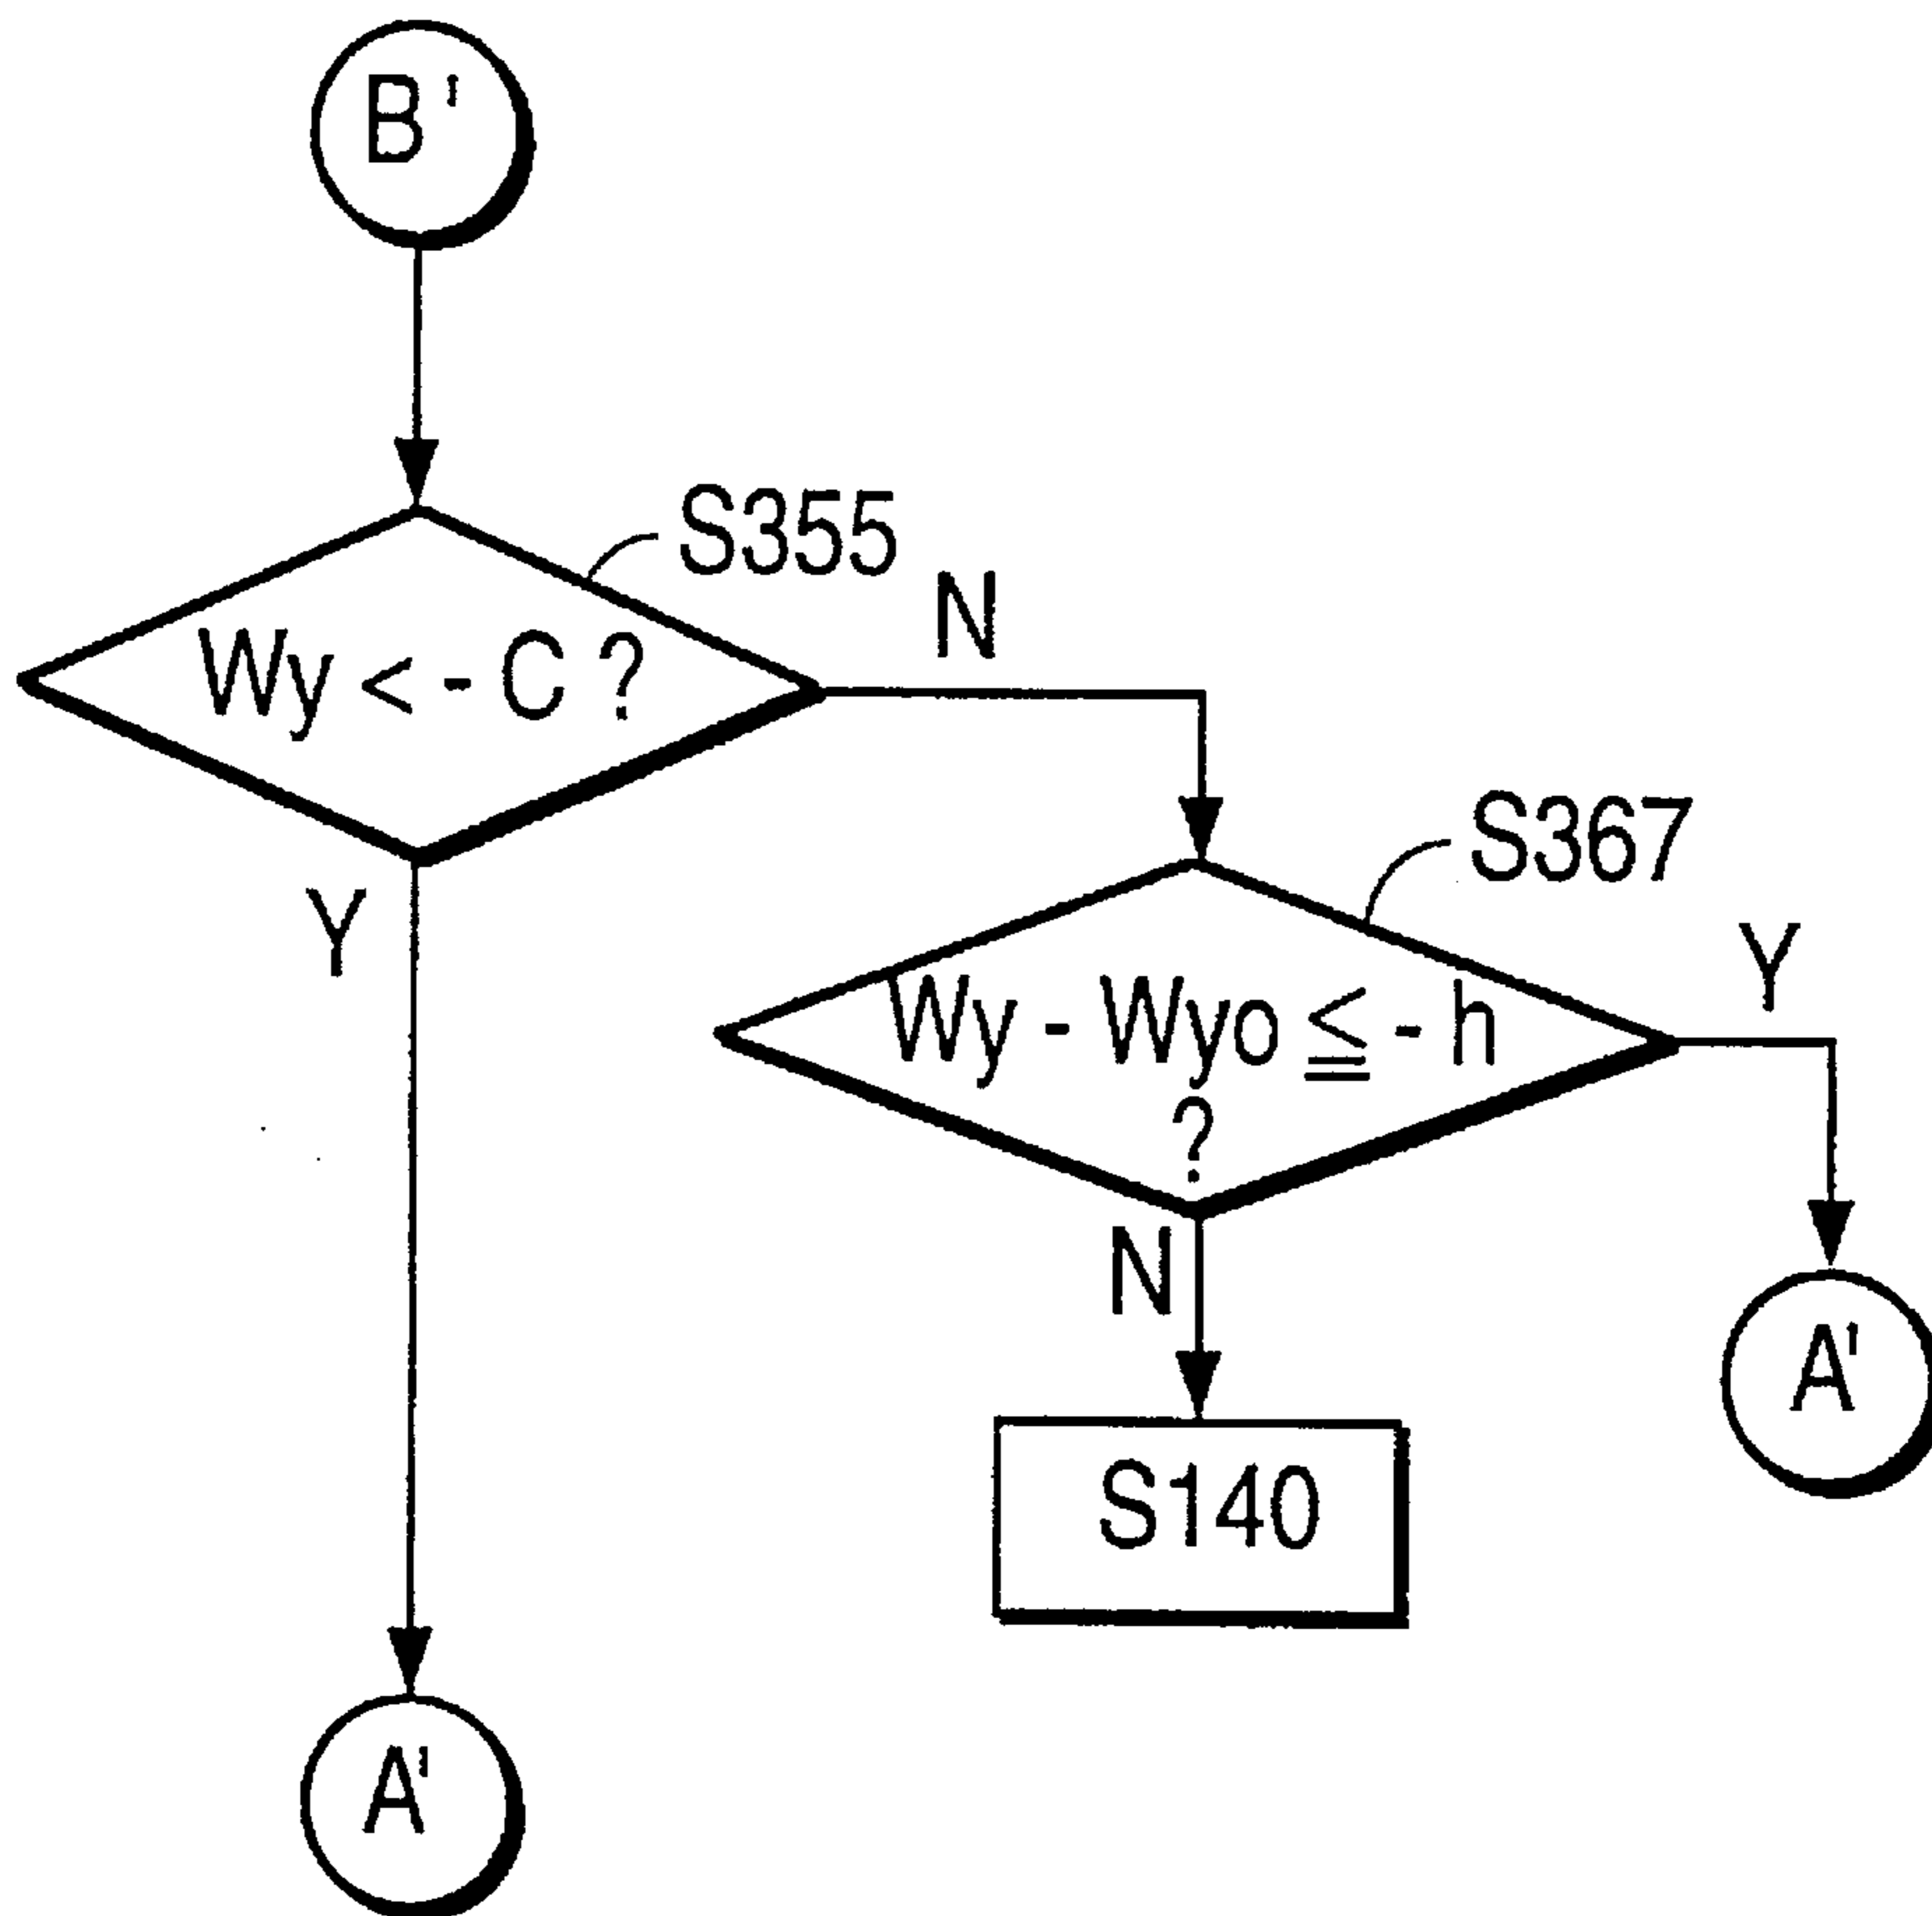 B'
S355
N
Wy < - C ?
S367
Y
Y
Wy - Wyo ≦ - h
?
N
A'
S140
A'